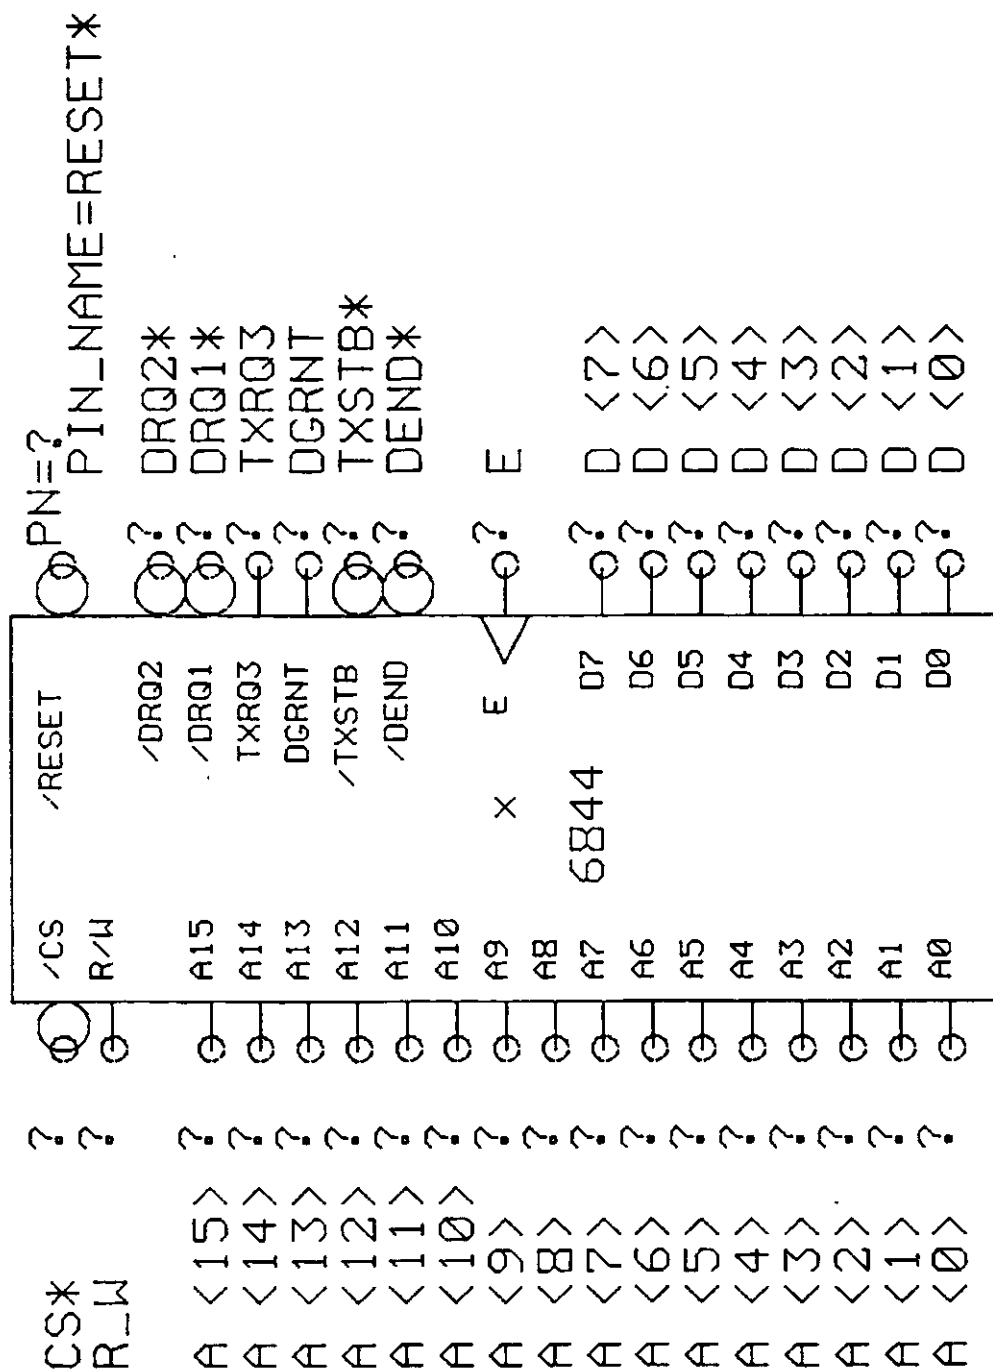 CS* ? /CS /RESET PN=?
R_W ? R/W PIN_NAME=RESET*
/DRQ2 ? DRQ2*
A <15> ? A15 /DRQ1 ? DRQ1*
A <14> ? A14 TXRQ3 ? TXRQ3
A <13> ? A13 DGRNT ? DGRNT
A <12> ? A12 /TXSTB ? TXSTB*
A <11> ? A11 /DEND ? DEND*
A <10> ? A10
A <9> ? A9 E ? E
A <8> ? A8
A <7> ? A7 6844 D7 ? D <7>
A <6> ? A6 D6 ? D <6>
A <5> ? A5 D5 ? D <5>
A <4> ? A4 D4 ? D <4>
A <3> ? A3 D3 ? D <3>
A <2> ? A2 D2 ? D <2>
A <1> ? A1 D1 ? D <1>
A <0> ? A0 D0 ? D <0>